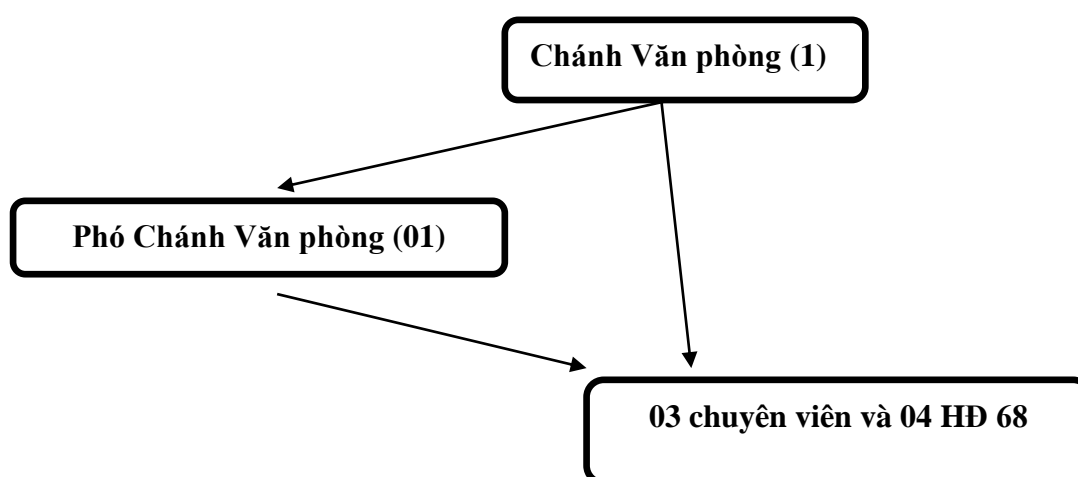 Chánh Văn phòng (1)
Phó Chánh Văn phòng (01)
03 chuyên viên và 04 HĐ 68